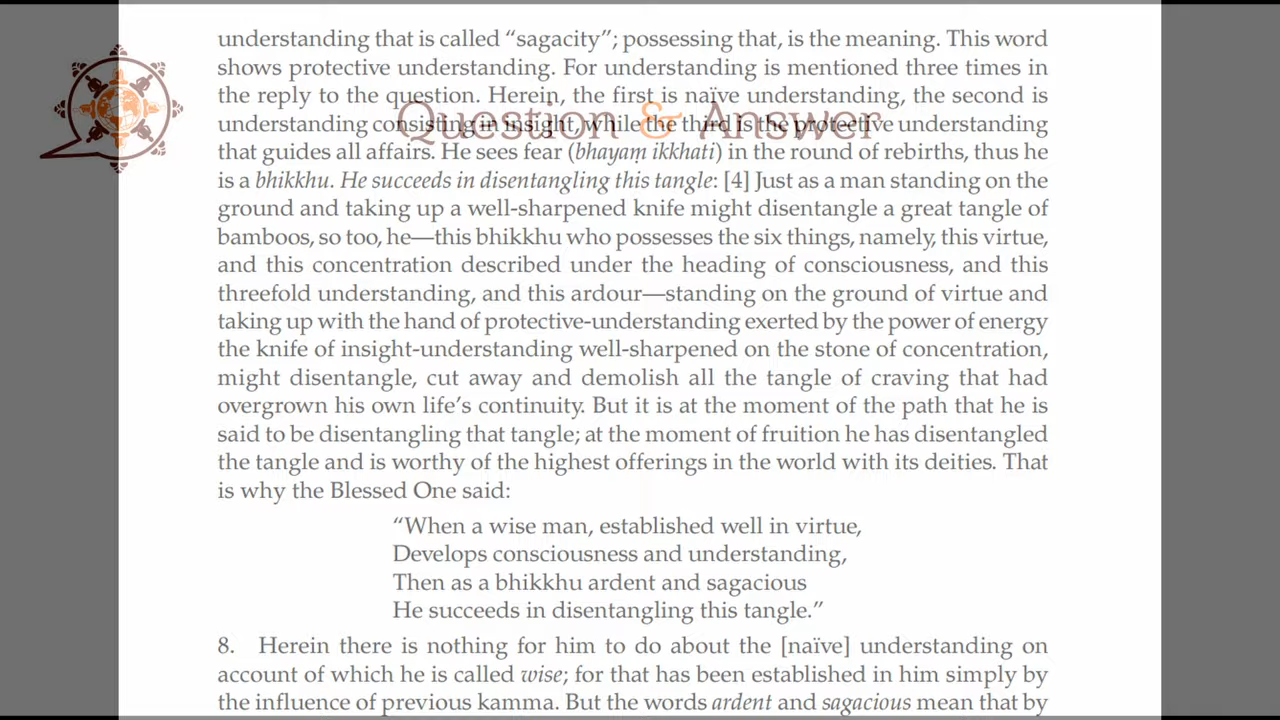 understanding that is called “sagacity”; possessing that, is the meaning. This word
shows protective understanding. For understanding is mentioned three times in
the reply to the question. Herein, the first is naïve understanding, the second is
Question & Answer
understanding consisting in insight, while the third is the protective understanding
that guides all affairs. He sees fear (bhayaṃ ikkhati) in the round of rebirths, thus he
is a bhikkhu. He succeeds in disentangling this tangle: [4] Just as a man standing on the
ground and taking up a well-sharpened knife might disentangle a great tangle of
bamboos, so too, he—this bhikkhu who possesses the six things, namely, this virtue,
and this concentration described under the heading of consciousness, and this
threefold understanding, and this ardour—standing on the ground of virtue and
taking up with the hand of protective-understanding exerted by the power of energy
the knife of insight-understanding well-sharpened on the stone of concentration,
might disentangle, cut away and demolish all the tangle of craving that had
overgrown his own life’s continuity. But it is at the moment of the path that he is
said to be disentangling that tangle; at the moment of fruition he has disentangled
the tangle and is worthy of the highest offerings in the world with its deities. That
is why the Blessed One said:
“When a wise man, established well in virtue,
Develops consciousness and understanding,
Then as a bhikkhu ardent and sagacious
He succeeds in disentangling this tangle.”
8. Herein there is nothing for him to do about the [naïve] understanding on
account of which he is called wise; for that has been established in him simply by
the influence of previous kamma. But the words ardent and sagacious mean that by